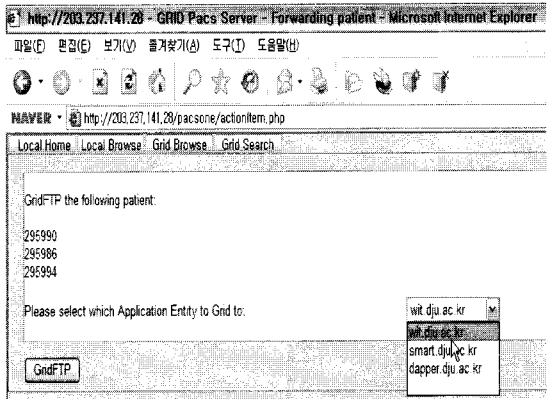 http://203.237.141.28 - GRID Pacs Server - Forwarding patient - Microsoft Internet Explorer
파일(F) 편집(E) 보기(V) 즐겨찾기(A) 도구(T) 도움말(H)
NAVER http://203.237.141.28/pacsone/actionItem.php
Local Home Local Browse Grid Browse Grid Search
GridFTP the following patient:
295990
295986
295994
Please select which Application Entity to Grid to: wit.dju.ac.kr
wit.dju.ac.kr
smart.dju.ac.kr
dapper.dju.ac.kr
GridFTP